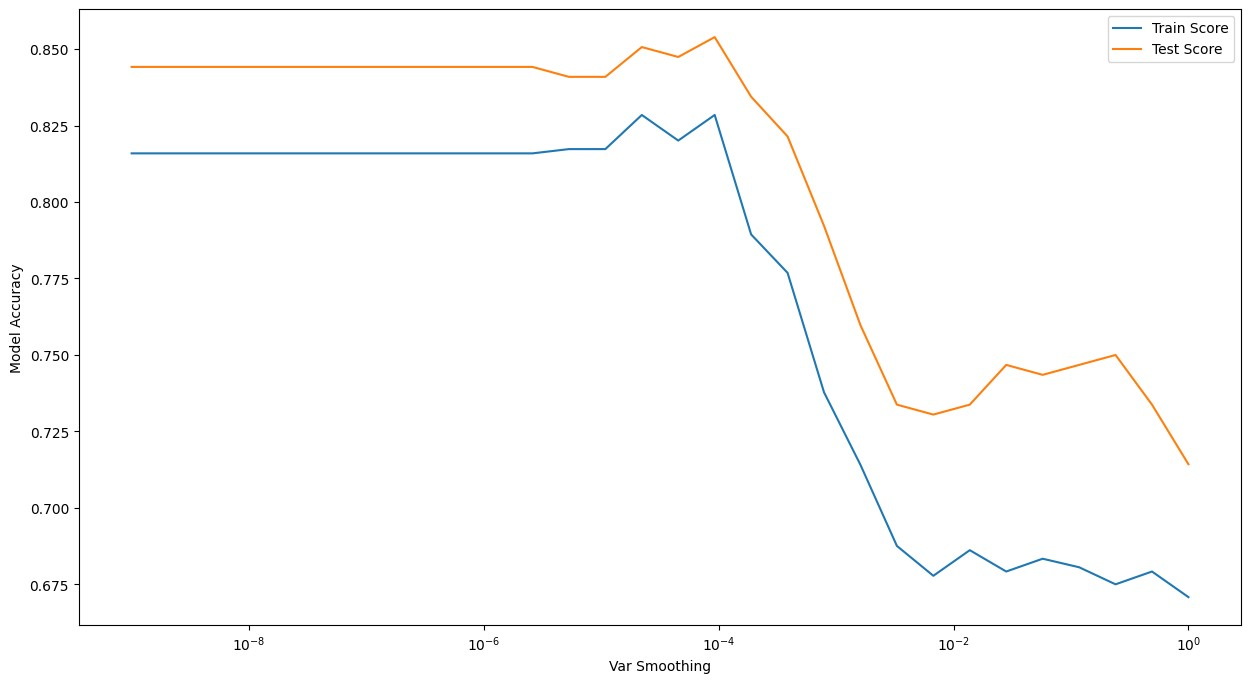 Train Score
Test Score
Model Accuracy
0.850
0.825
0.800
0.775
0.750
0.725
0.700
0.675
10⁻⁸ 10⁻⁶ 10⁻⁴ 10⁻² 10⁰
Var Smoothing